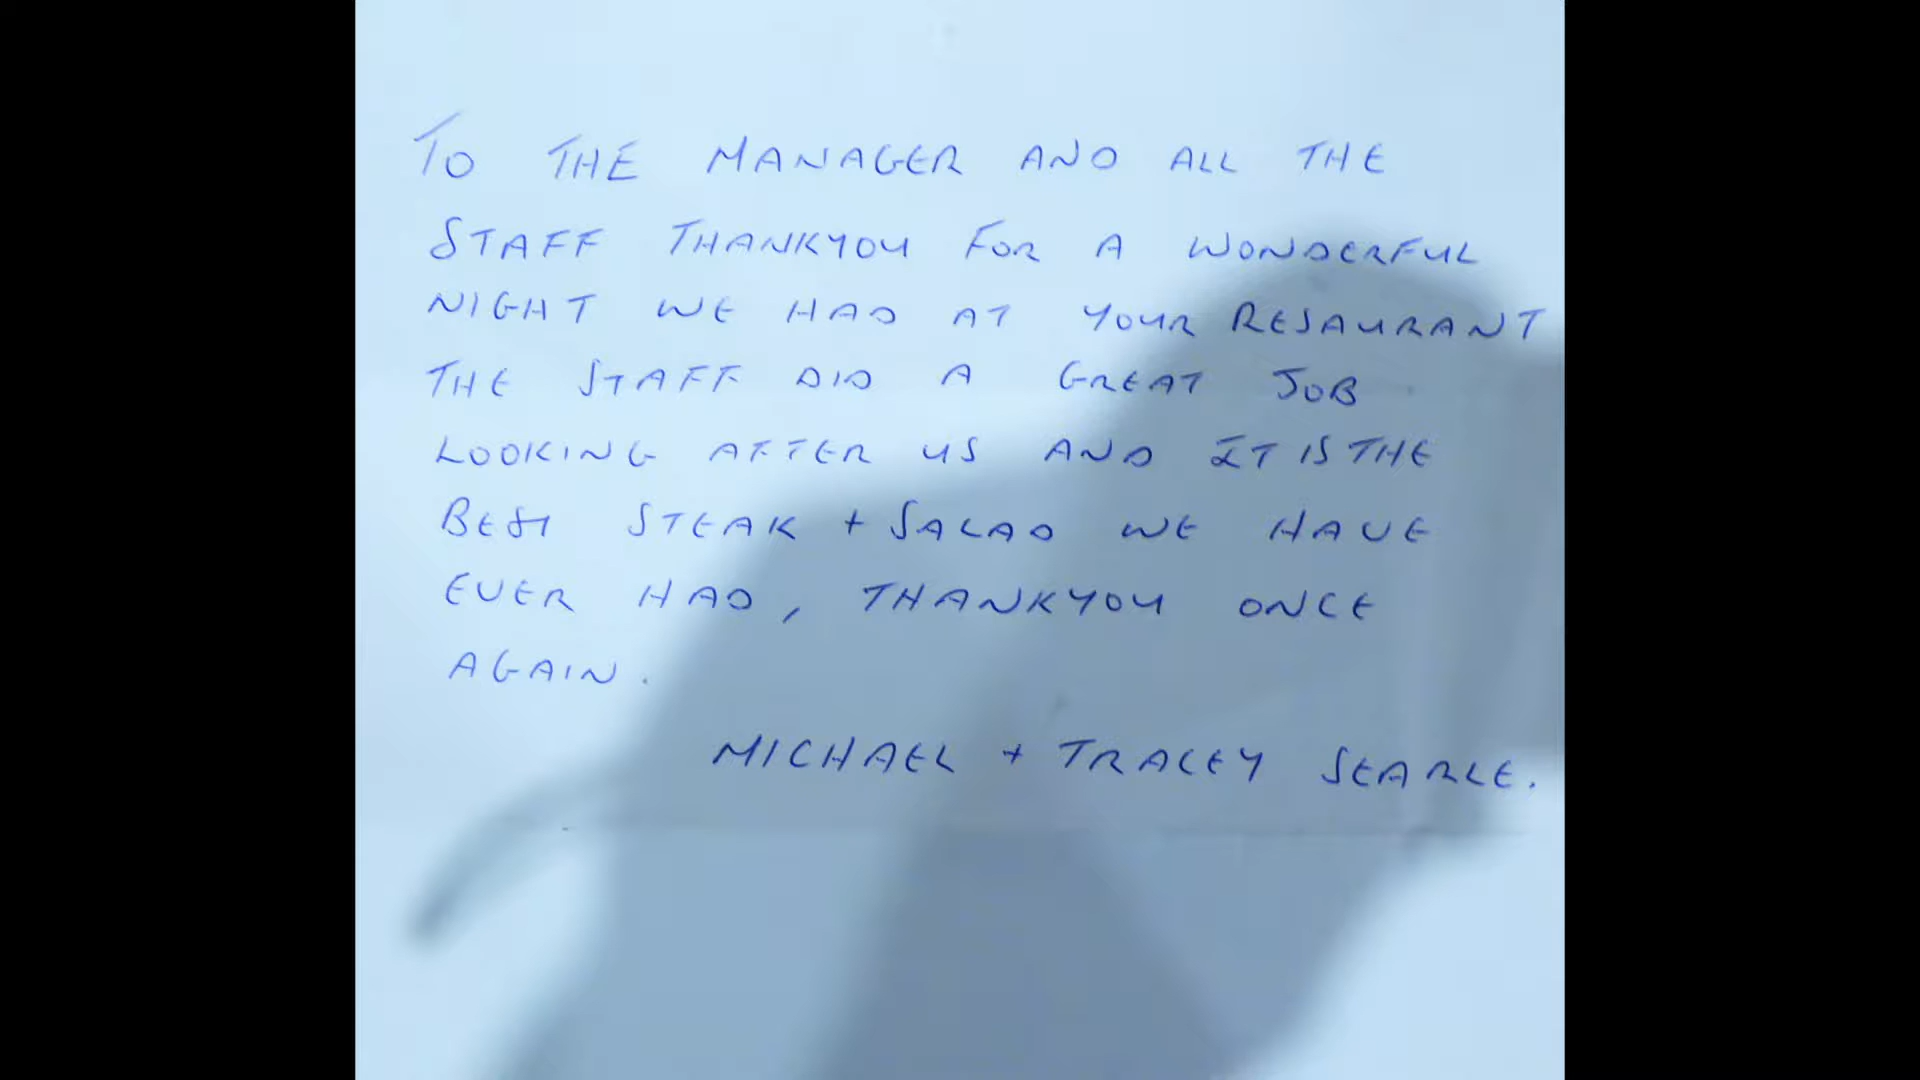 TO THE MANAGER AND ALL THE
STAFF THANKYOU FOR A WONDERFUL
NIGHT WE HAD AT YOUR RESAURANT
THE STAFF DID A GREAT JOB
LOOKING AFTER US AND IT IS THE
BEST STEAK + SALAD WE HAVE
EVER HAD, THANKYOU ONCE
AGAIN.
MICHAEL + TRACEY SEARLE.